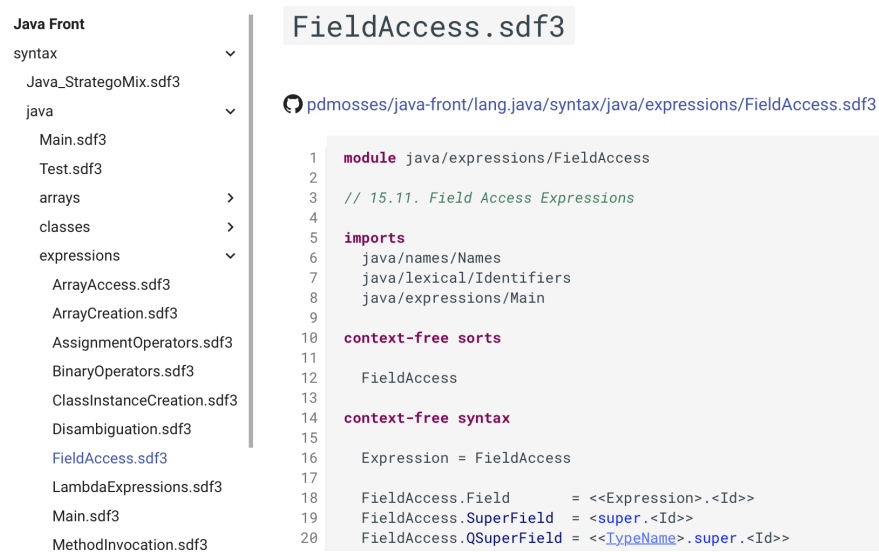 Java Front
syntax
Java_StrategoMix.sdf3
java
Main.sdf3
Test.sdf3
arrays
classes
expressions
ArrayAccess.sdf3
ArrayCreation.sdf3
AssignmentOperators.sdf3
BinaryOperators.sdf3
ClassInstanceCreation.sdf3
Disambiguation.sdf3
FieldAccess.sdf3
LambdaExpressions.sdf3
Main.sdf3
MethodInvocation.sdf3
FieldAccess.sdf3
pdmosses/java-front/lang.java/syntax/java/expressions/FieldAccess.sdf3
1 module java/expressions/FieldAccess
2
3 // 15.11. Field Access Expressions
4
5 imports
6   java/names/Names
7   java/lexical/Identifiers
8   java/expressions/Main
9
10 context-free sorts
11
12   FieldAccess
13
14 context-free syntax
15
16   Expression = FieldAccess
17
18   FieldAccess.Field       = <<Expression>.<Id>>
19   FieldAccess.SuperField  = <super.<Id>>
20   FieldAccess.QSuperField = <<TypeName>.super.<Id>>